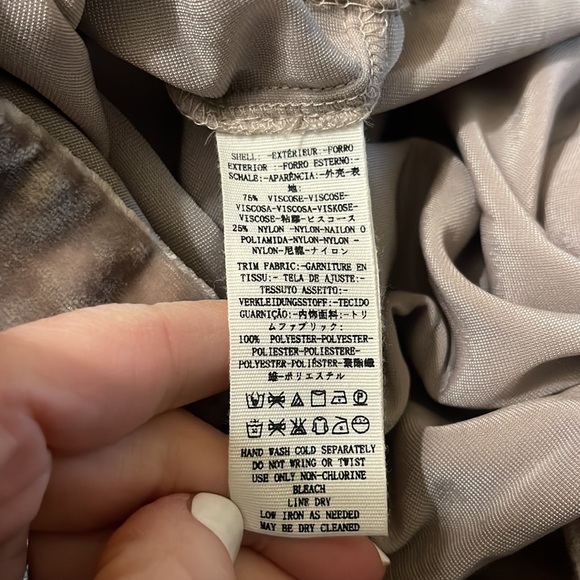 SHELL: -EXTÉRIEUR:-FORRO
EXTERIOR :-FORRO ESTERNO:-
SCHALE:-APARÊNCIA:-外壳-表
地:
75% VISCOSE-VISCOSE-
VISCOSA-VISCOSA-VISKOSE-
VISCOSE-粘膠-ビスコース
25% NYLON -NYLON-NAILON O
POLIAMIDA-NYLON-NYLON -
NYLON-尼龍-ナイロン
TRIM FABRIC:-GARNITURE EN
TISSU:- TELA DE AJUSTE:-
TESSUTO ASSETTO:-
VERKLEIDUNGSSTOFF:-TECIDO
GUARNIÇÃO:-内饰面料:-トリ
ムファブリック:
100% POLYESTER-POLYESTER-
POLIESTER-POLIESTERE-
POLYESTER-POLIÉSTER-聚酯纖
維-ポリエステル
HAND WASH COLD SEPARATELY
DO NOT WRING OR TWIST
USE ONLY NON-CHLORINE
BLEACH
LINE DRY
LOW IRON AS NEEDED
MAY BE DRY CLEANED